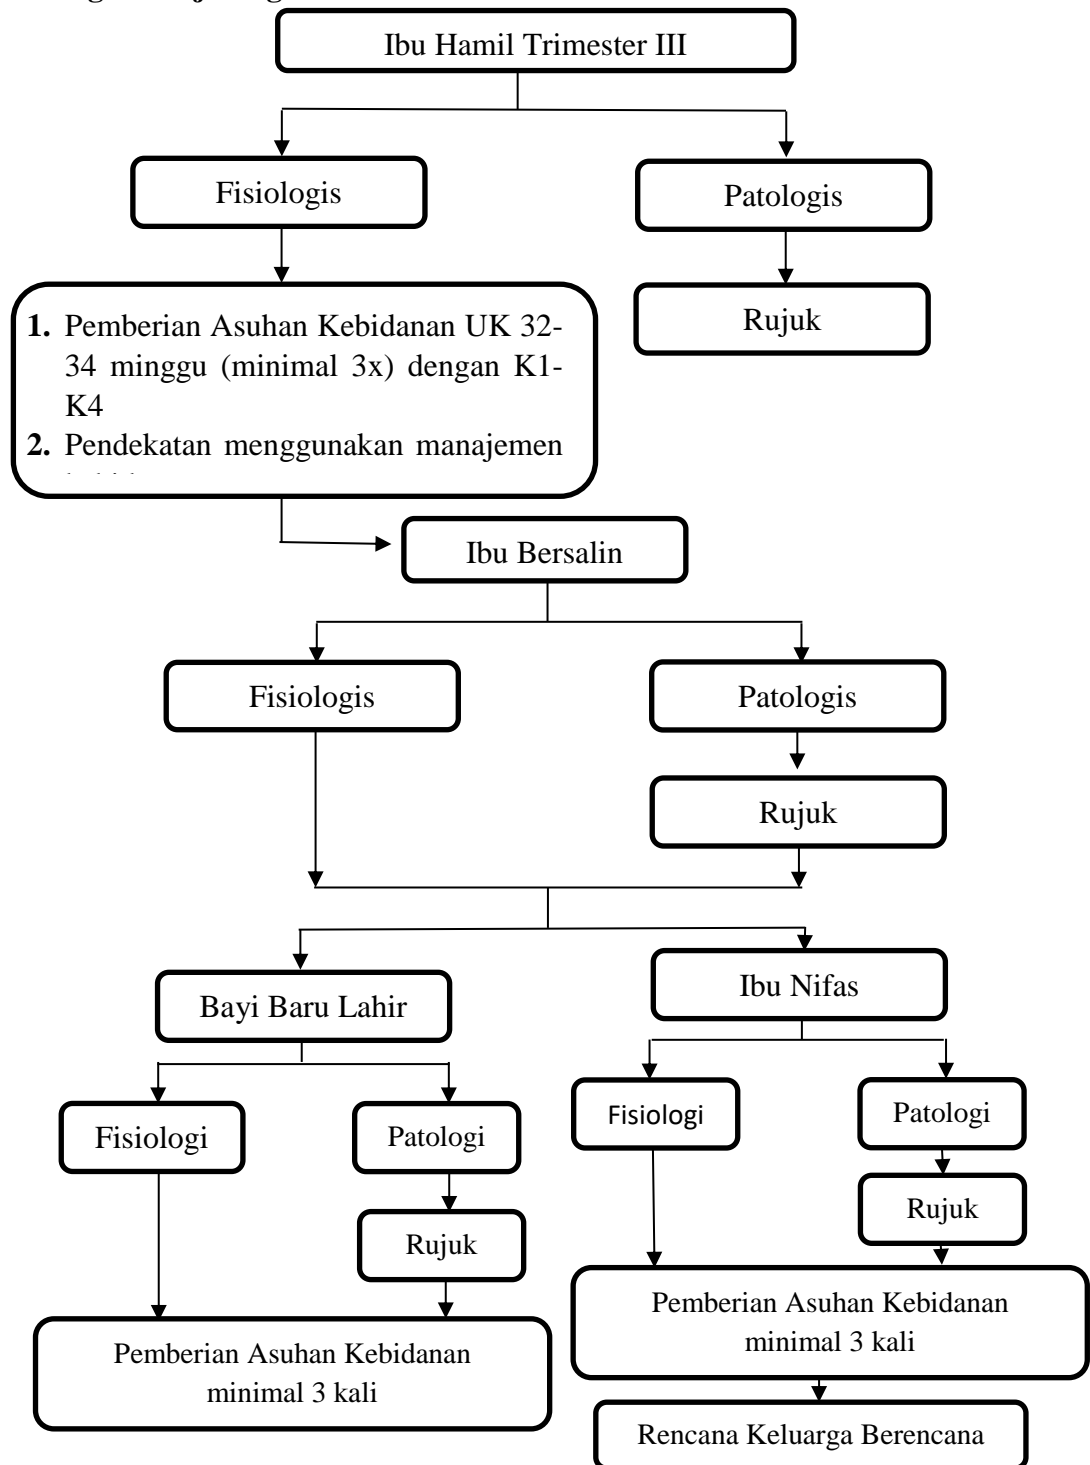 Ibu Hamil Trimester III
Fisiologis
Patologis
Rujuk
1. Pemberian Asuhan Kebidanan UK 32-
34 minggu (minimal 3x) dengan K1-
K4
2. Pendekatan menggunakan manajemen
Ibu Bersalin
Fisiologis
Patologis
Rujuk
Bayi Baru Lahir
Ibu Nifas
Fisiologi
Patologi
Fisiologi
Patologi
Rujuk
Rujuk
Pemberian Asuhan Kebidanan
minimal 3 kali
Pemberian Asuhan Kebidanan
minimal 3 kali
Rencana Keluarga Berencana